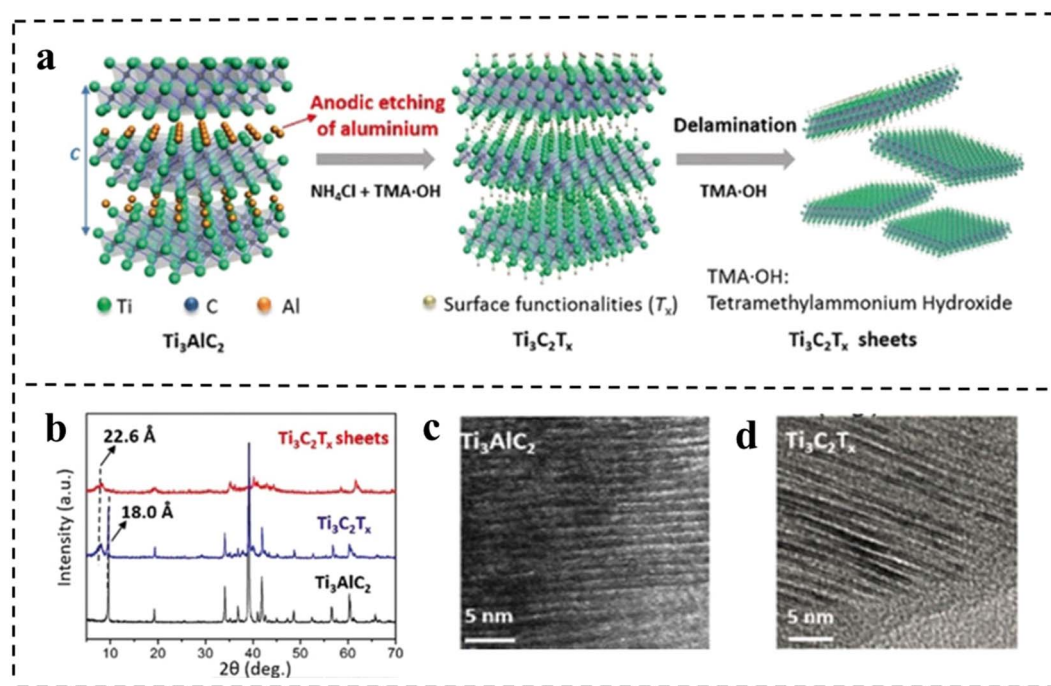 a
Anodic etching
of aluminium
C
NH₄Cl + TMA·OH
Delamination
TMA·OH
Ti
C
Al
Surface functionalities (Tₓ)
TMA·OH:
Tetramethylammonium Hydroxide
Ti₃AlC₂
Ti₃C₂Tₓ
Ti₃C₂Tₓ sheets
b
22.6 Å
18.0 Å
Ti₃C₂Tₓ sheets
Ti₃C₂Tₓ
Ti₃AlC₂
Intensity (a.u.)
10 20 30 40 50 60 70
2θ (deg.)
c
Ti₃AlC₂
5 nm
d
Ti₃C₂Tₓ
5 nm